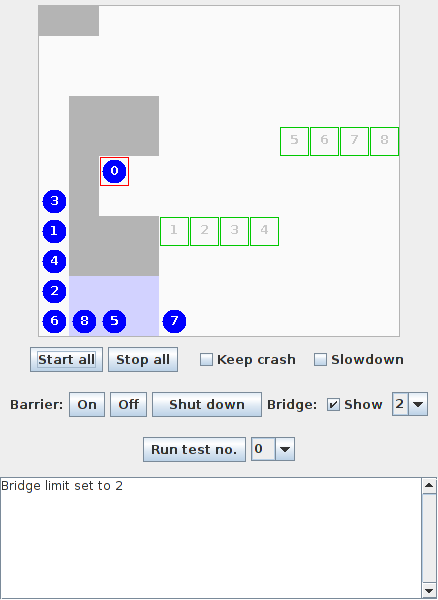 5 6 7 8
0
3
1
1 2 3 4
4
2
6 8 5 7
Start all Stop all Keep crash Slowdown
Barrier: On Off Shut down Bridge: Show 2
Run test no. 0
Bridge limit set to 2